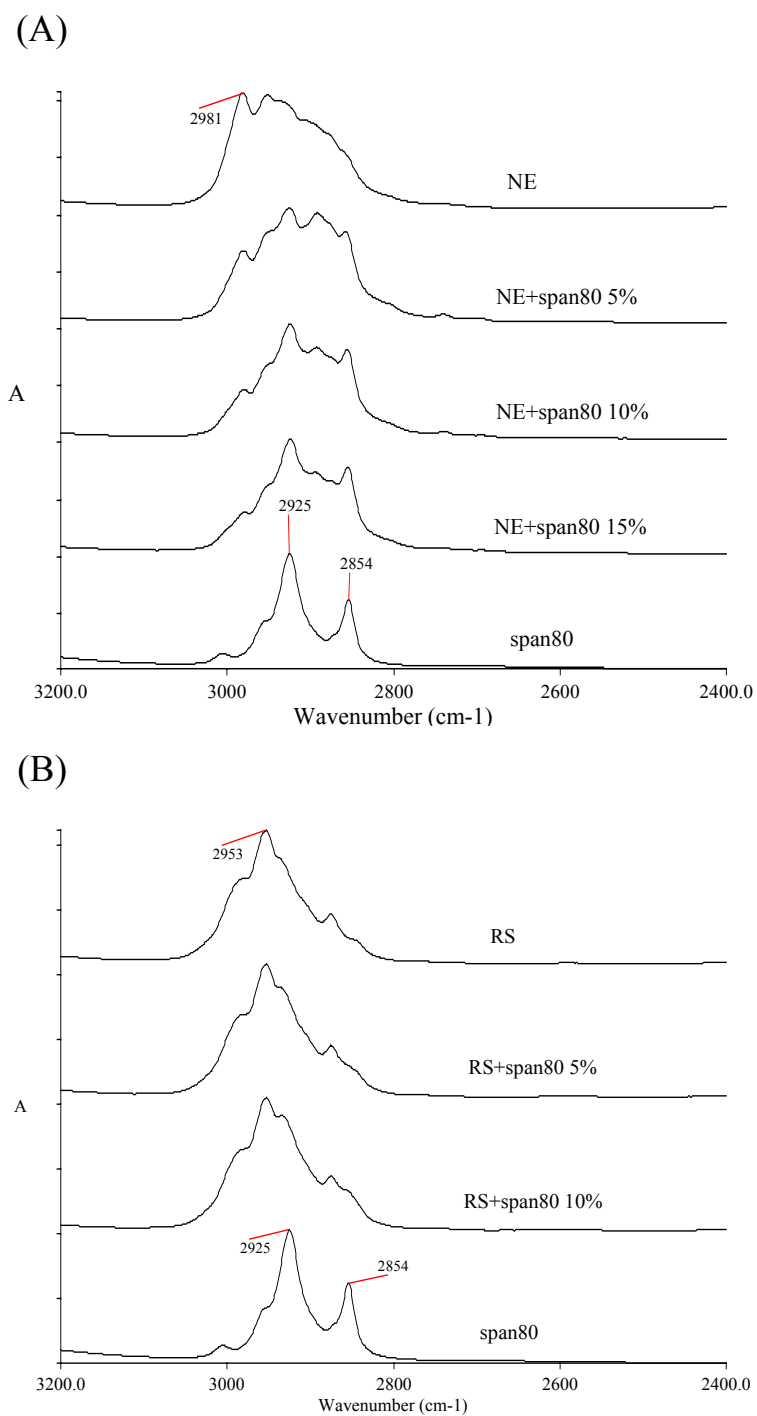 (A)
2981
NE
NE+span80 5%
NE+span80 10%
A
2925
NE+span80 15%
2854
span80
3200.0 3000 2800 2600 2400.0
Wavenumber (cm-1)
(B)
2953
RS
RS+span80 5%
A
RS+span80 10%
2925
2854
span80
3200.0 3000 2800 2600 2400.0
Wavenumber (cm-1)